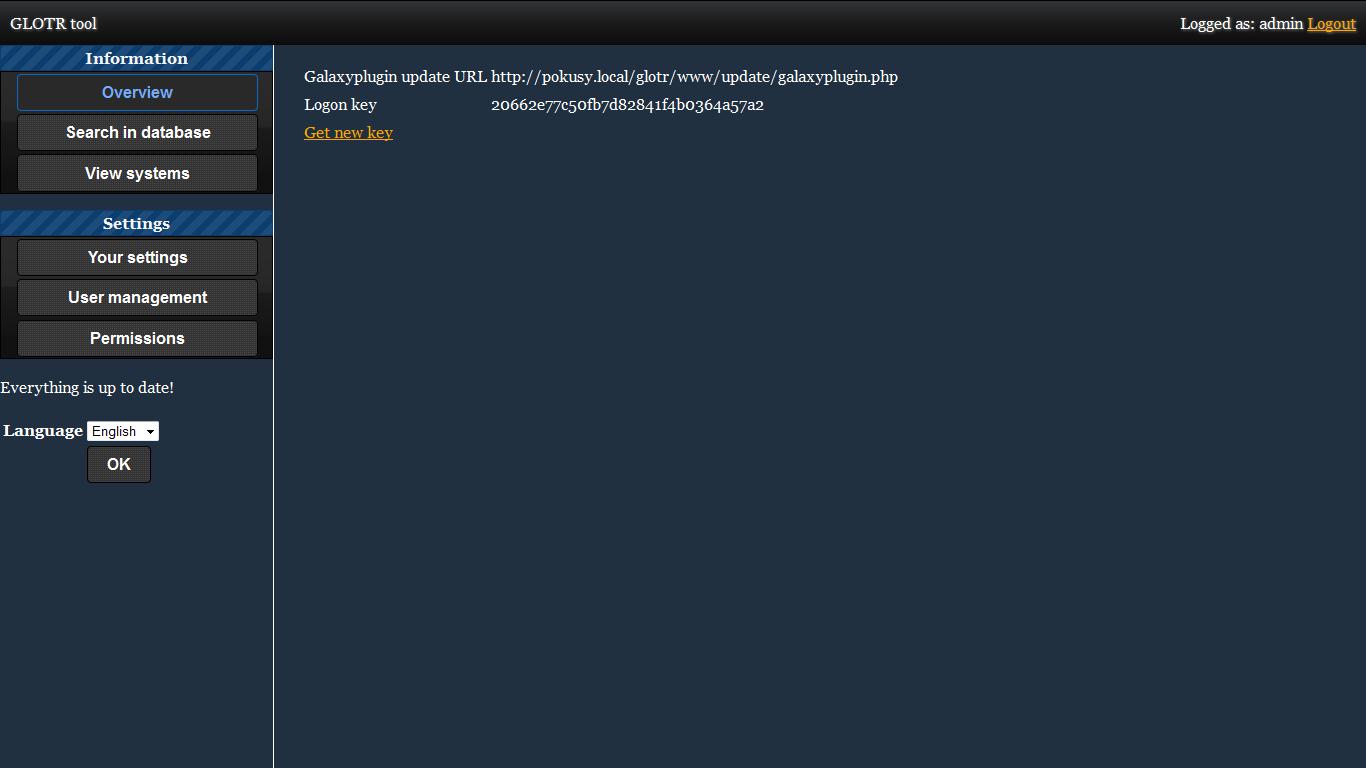 GLOTR tool
Logged as: admin Logout
Information
Overview
Search in database
View systems
Settings
Your settings
User management
Permissions
Everything is up to date!
Language English
OK
Galaxyplugin update URL http://pokusy.local/glotr/www/update/galaxyplugin.php
Logon key 20662e77c50fb7d82841f4b0364a57a2
Get new key